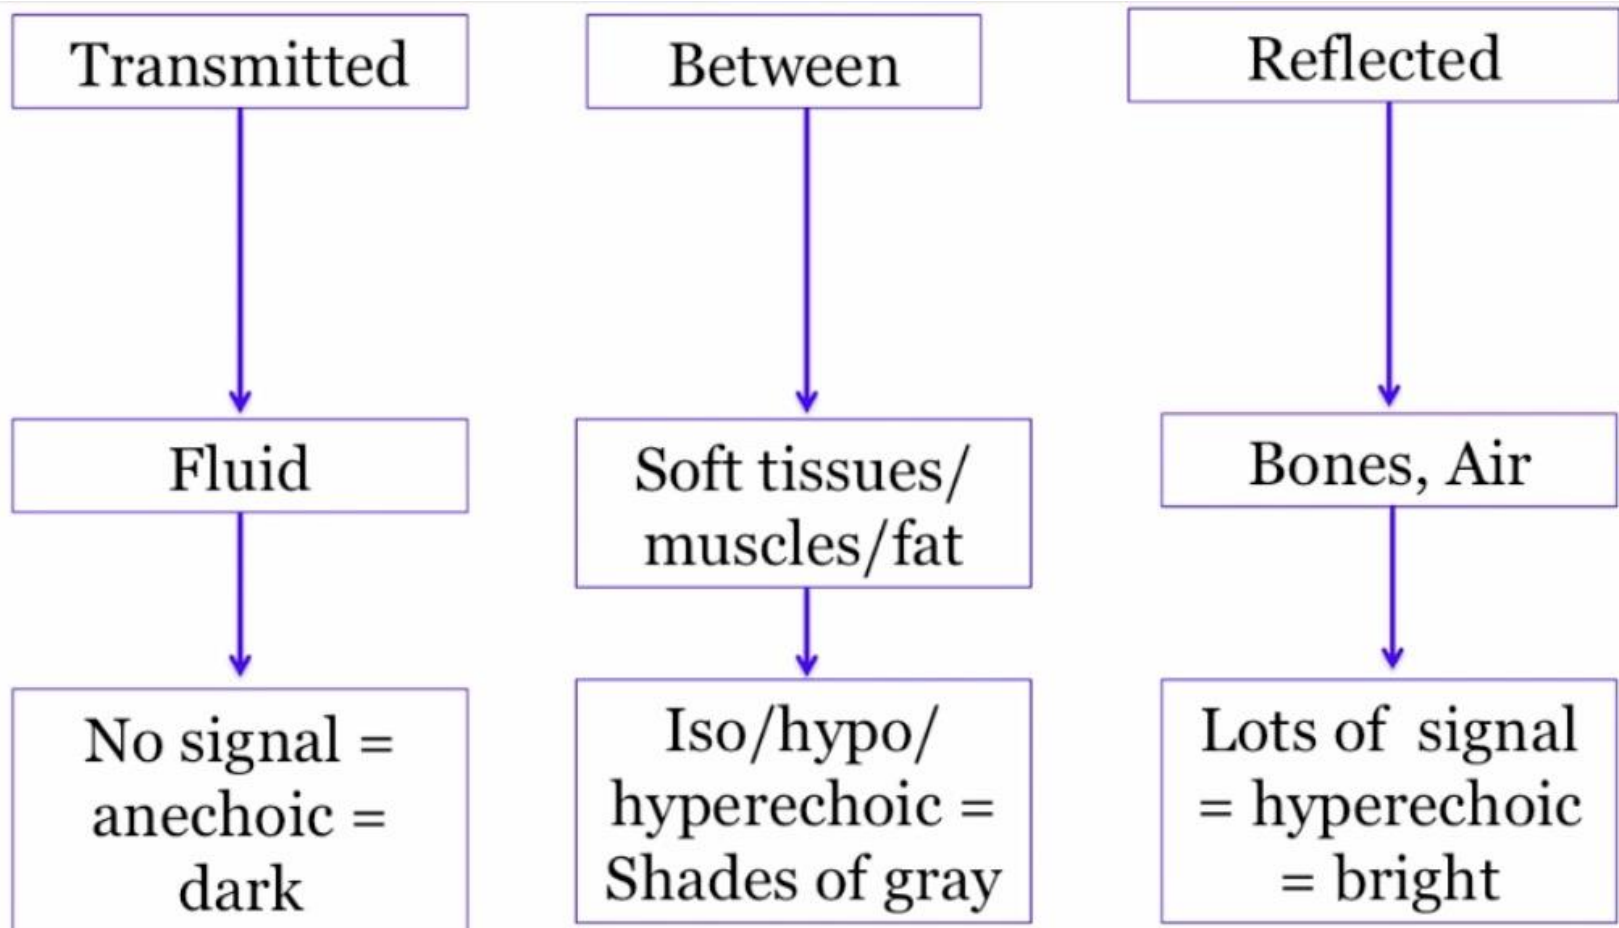 Transmitted
Between
Reflected
Fluid
Soft tissues/
muscles/fat
Bones, Air
No signal =
anechoic =
dark
Iso/hypo/
hyperechoic =
Shades of gray
Lots of  signal
= hyperechoic
= bright